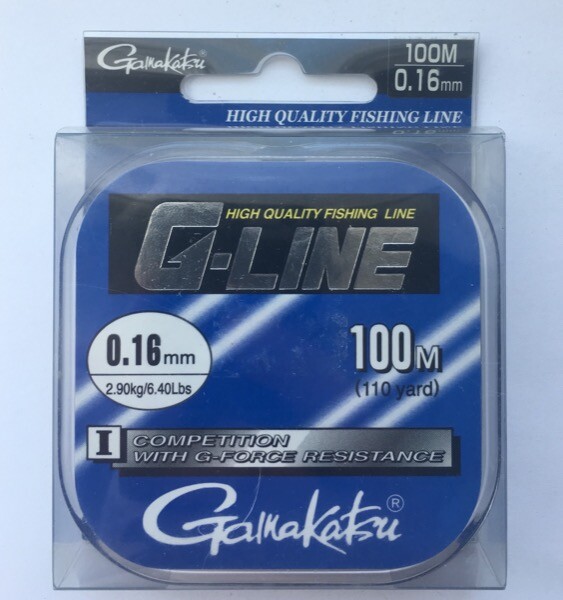 Gamakatsu
100M
0.16mm
HIGH QUALITY FISHING LINE
HIGH QUALITY FISHING LINE
G-LINE
0.16mm
2.90kg/6.40Lbs
100M
(110 yard)
I COMPETITION
WITH G-FORCE RESISTANCE
Gamakatsu®